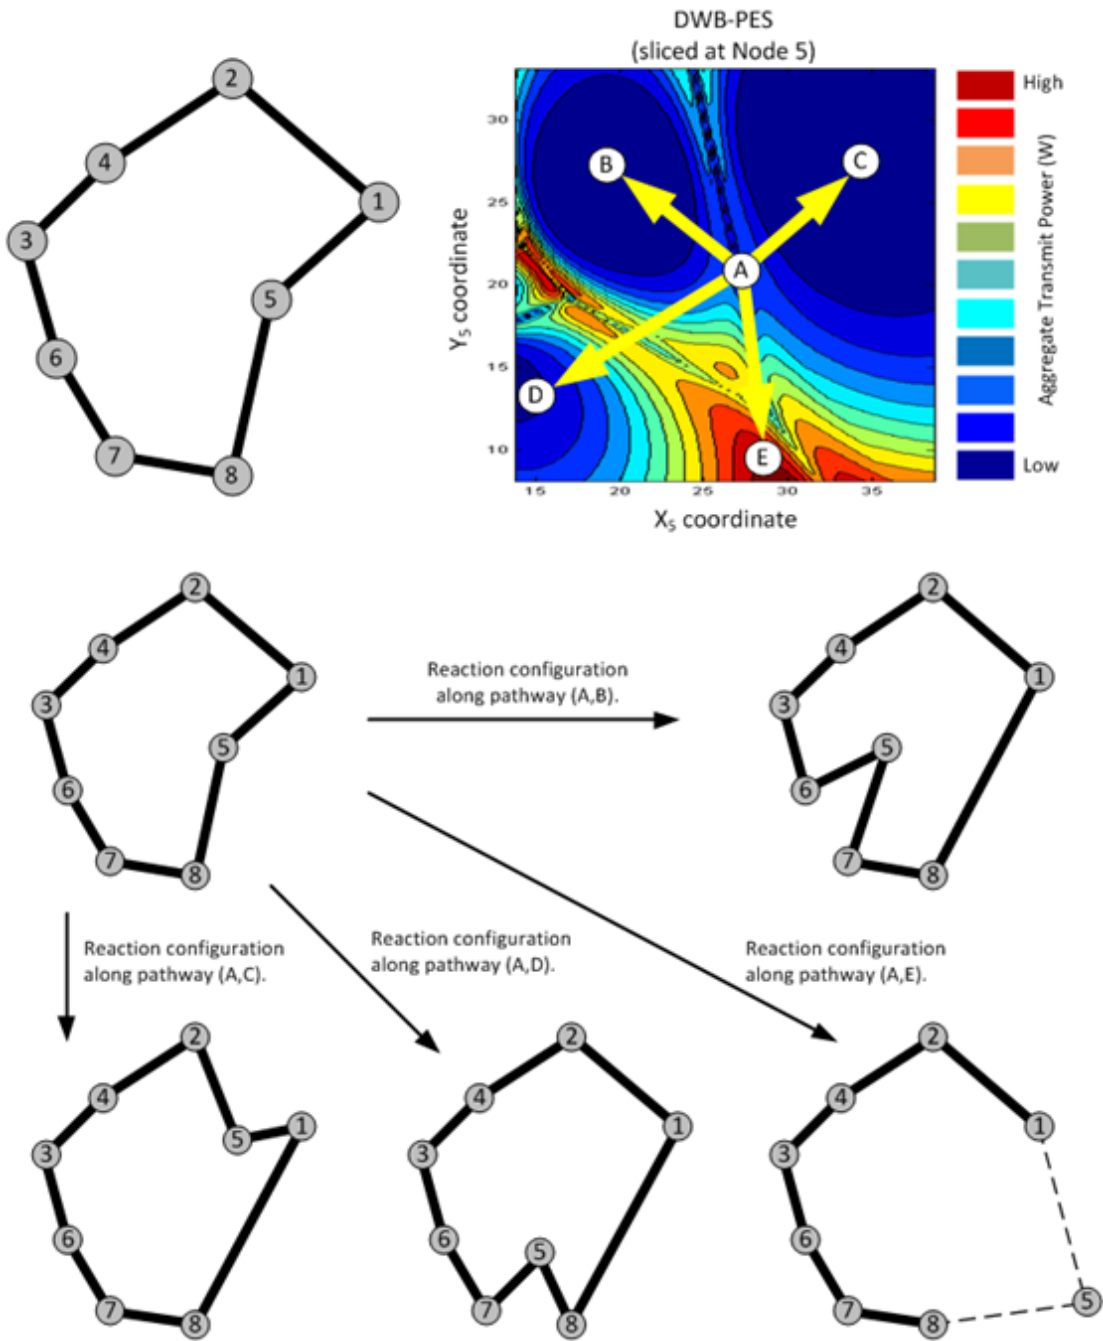 DWB-PES
(sliced at Node 5)
2
4
3
1
5
6
7
8
30
25
20
15
10
15
20
25
30
35
Y5 coordinate
X5 coordinate
A
B
C
D
E
High
Low
Aggregate Transmit Power (W)
2
4
3
1
5
6
7
8
Reaction configuration
along pathway (A,B).
2
4
3
1
5
6
7
8
Reaction configuration
along pathway (A,C).
Reaction configuration
along pathway (A,D).
Reaction configuration
along pathway (A,E).
2
4
3
5
1
6
7
8
2
4
3
1
6
5
7
8
2
4
3
1
6
7
8
5